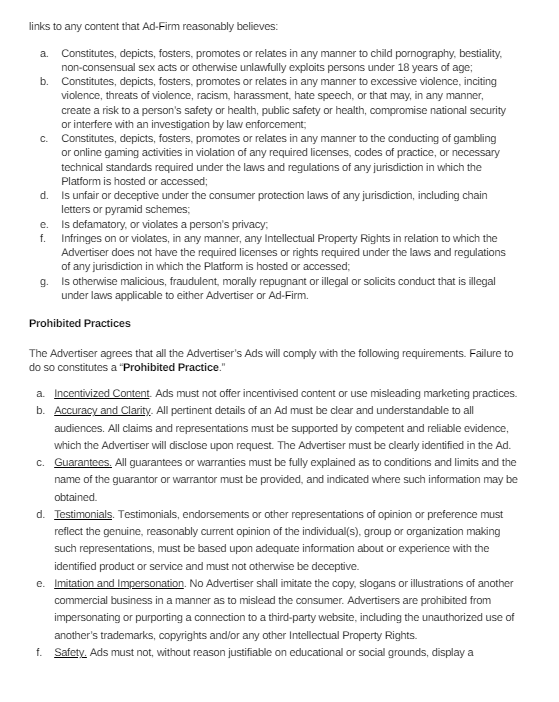 links to any content that Ad-Firm reasonably believes:
a. Constitutes, depicts, fosters, promotes or relates in any manner to child pornography, bestiality,
non-consensual sex acts or otherwise unlawfully exploits persons under 18 years of age;
b. Constitutes, depicts, fosters, promotes or relates in any manner to excessive violence, inciting
violence, threats of violence, racism, harassment, hate speech, or that may, in any manner,
create a risk to a person's safety or health, public safety or health, compromise national security
or interfere with an investigation by law enforcement;
c. Constitutes, depicts, fosters, promotes or relates in any manner to the conducting of gambling
or online gaming activities in violation of any required licenses, codes of practice, or necessary
technical standards required under the laws and regulations of any jurisdiction in which the
Platform is hosted or accessed;
d. Is unfair or deceptive under the consumer protection laws of any jurisdiction, including chain
letters or pyramid schemes;
e. Is defamatory, or violates a person's privacy;
f. Infringes on or violates, in any manner, any Intellectual Property Rights in relation to which the
Advertiser does not have the required licenses or rights required under the laws and regulations
of any jurisdiction in which the Platform is hosted or accessed;
g. Is otherwise malicious, fraudulent, morally repugnant or illegal or solicits conduct that is illegal
under laws applicable to either Advertiser or Ad-Firm.
Prohibited Practices
The Advertiser agrees that all the Advertiser's Ads will comply with the following requirements. Failure to
do so constitutes a “Prohibited Practice.”
a. Incentivized Content. Ads must not offer incentivised content or use misleading marketing practices.
b. Accuracy and Clarity. All pertinent details of an Ad must be clear and understandable to all
audiences. All claims and representations must be supported by competent and reliable evidence,
which the Advertiser will disclose upon request. The Advertiser must be clearly identified in the Ad.
c. Guarantees. All guarantees or warranties must be fully explained as to conditions and limits and the
name of the guarantor or warrantor must be provided, and indicated where such information may be
obtained.
d. Testimonials. Testimonials, endorsements or other representations of opinion or preference must
reflect the genuine, reasonably current opinion of the individual(s), group or organization making
such representations, must be based upon adequate information about or experience with the
identified product or service and must not otherwise be deceptive.
e. Imitation and Impersonation. No Advertiser shall imitate the copy, slogans or illustrations of another
commercial business in a manner as to mislead the consumer. Advertisers are prohibited from
impersonating or purporting a connection to a third-party website, including the unauthorized use of
another's trademarks, copyrights and/or any other Intellectual Property Rights.
f. Safety. Ads must not, without reason justifiable on educational or social grounds, display a